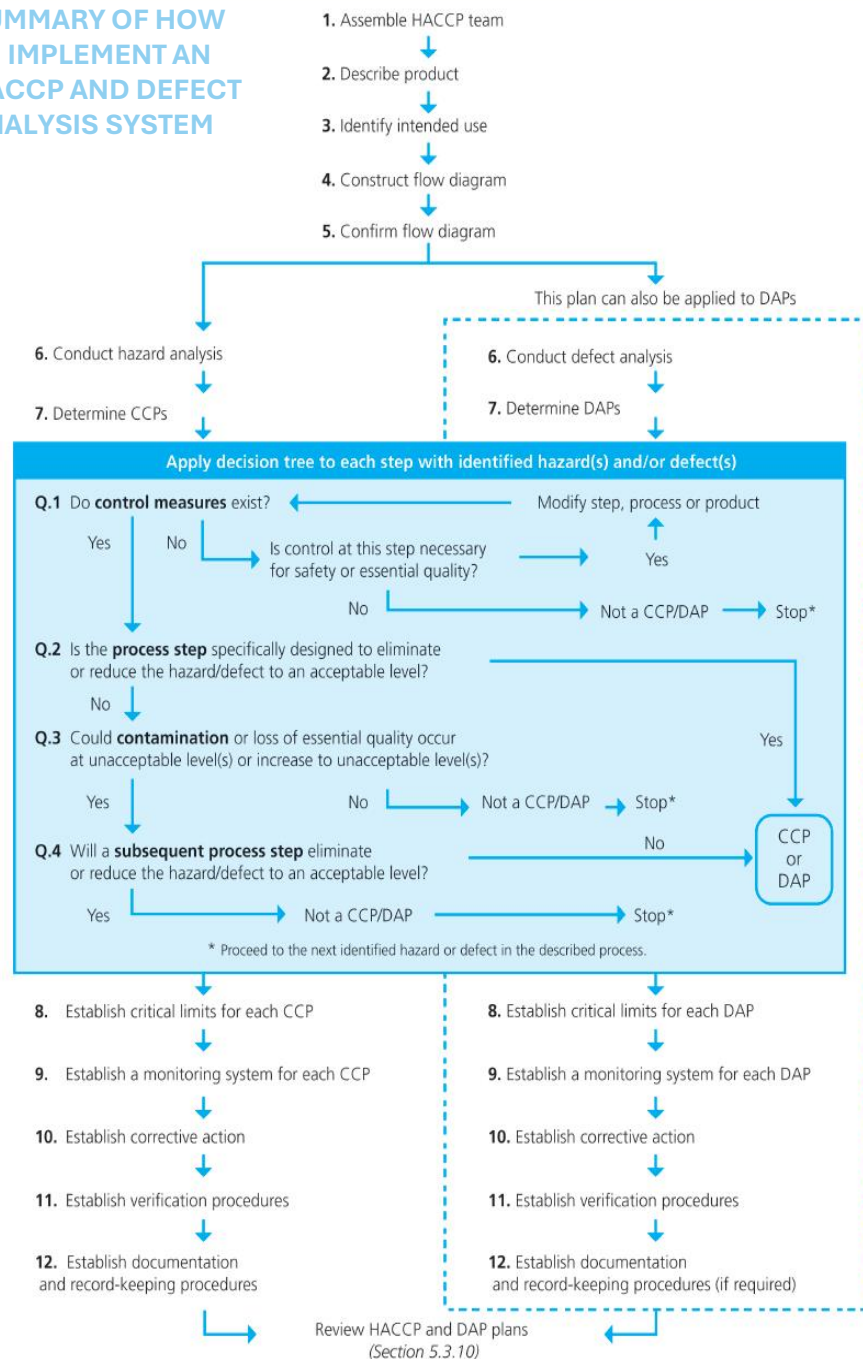 UMMARY OF HOW
IMPLEMENT AN
ACCP AND DEFECT
NALYSIS SYSTEM
1. Assemble HACCP team
2. Describe product
3. Identify intended use
4. Construct flow diagram
5. Confirm flow diagram
This plan can also be applied to DAPs
6. Conduct hazard analysis
6. Conduct defect analysis
7. Determine CCPs
7. Determine DAPs
Apply decision tree to each step with identified hazard(s) and/or defect(s)
Q.1 Do control measures exist?
Modify step, process or product
Yes
No
Is control at this step necessary
for safety or essential quality?
Yes
No
Not a CCP/DAP
Stop*
Q.2 Is the process step specifically designed to eliminate
or reduce the hazard/defect to an acceptable level?
No
Yes
Q.3 Could contamination or loss of essential quality occur
at unacceptable level(s) or increase to unacceptable level(s)?
Yes
No
Not a CCP/DAP
Stop*
Q.4 Will a subsequent process step eliminate
or reduce the hazard/defect to an acceptable level?
No
CCP
or
DAP
Yes
Not a CCP/DAP
Stop*
* Proceed to the next identified hazard or defect in the described process.
8. Establish critical limits for each CCP
9. Establish a monitoring system for each CCP
10. Establish corrective action
11. Establish verification procedures
12. Establish documentation
and record-keeping procedures
8. Establish critical limits for each DAP
9. Establish a monitoring system for each DAP
10. Establish corrective action
11. Establish verification procedures
12. Establish documentation
and record-keeping procedures (if required)
Review HACCP and DAP plans
(Section 5.3.10)